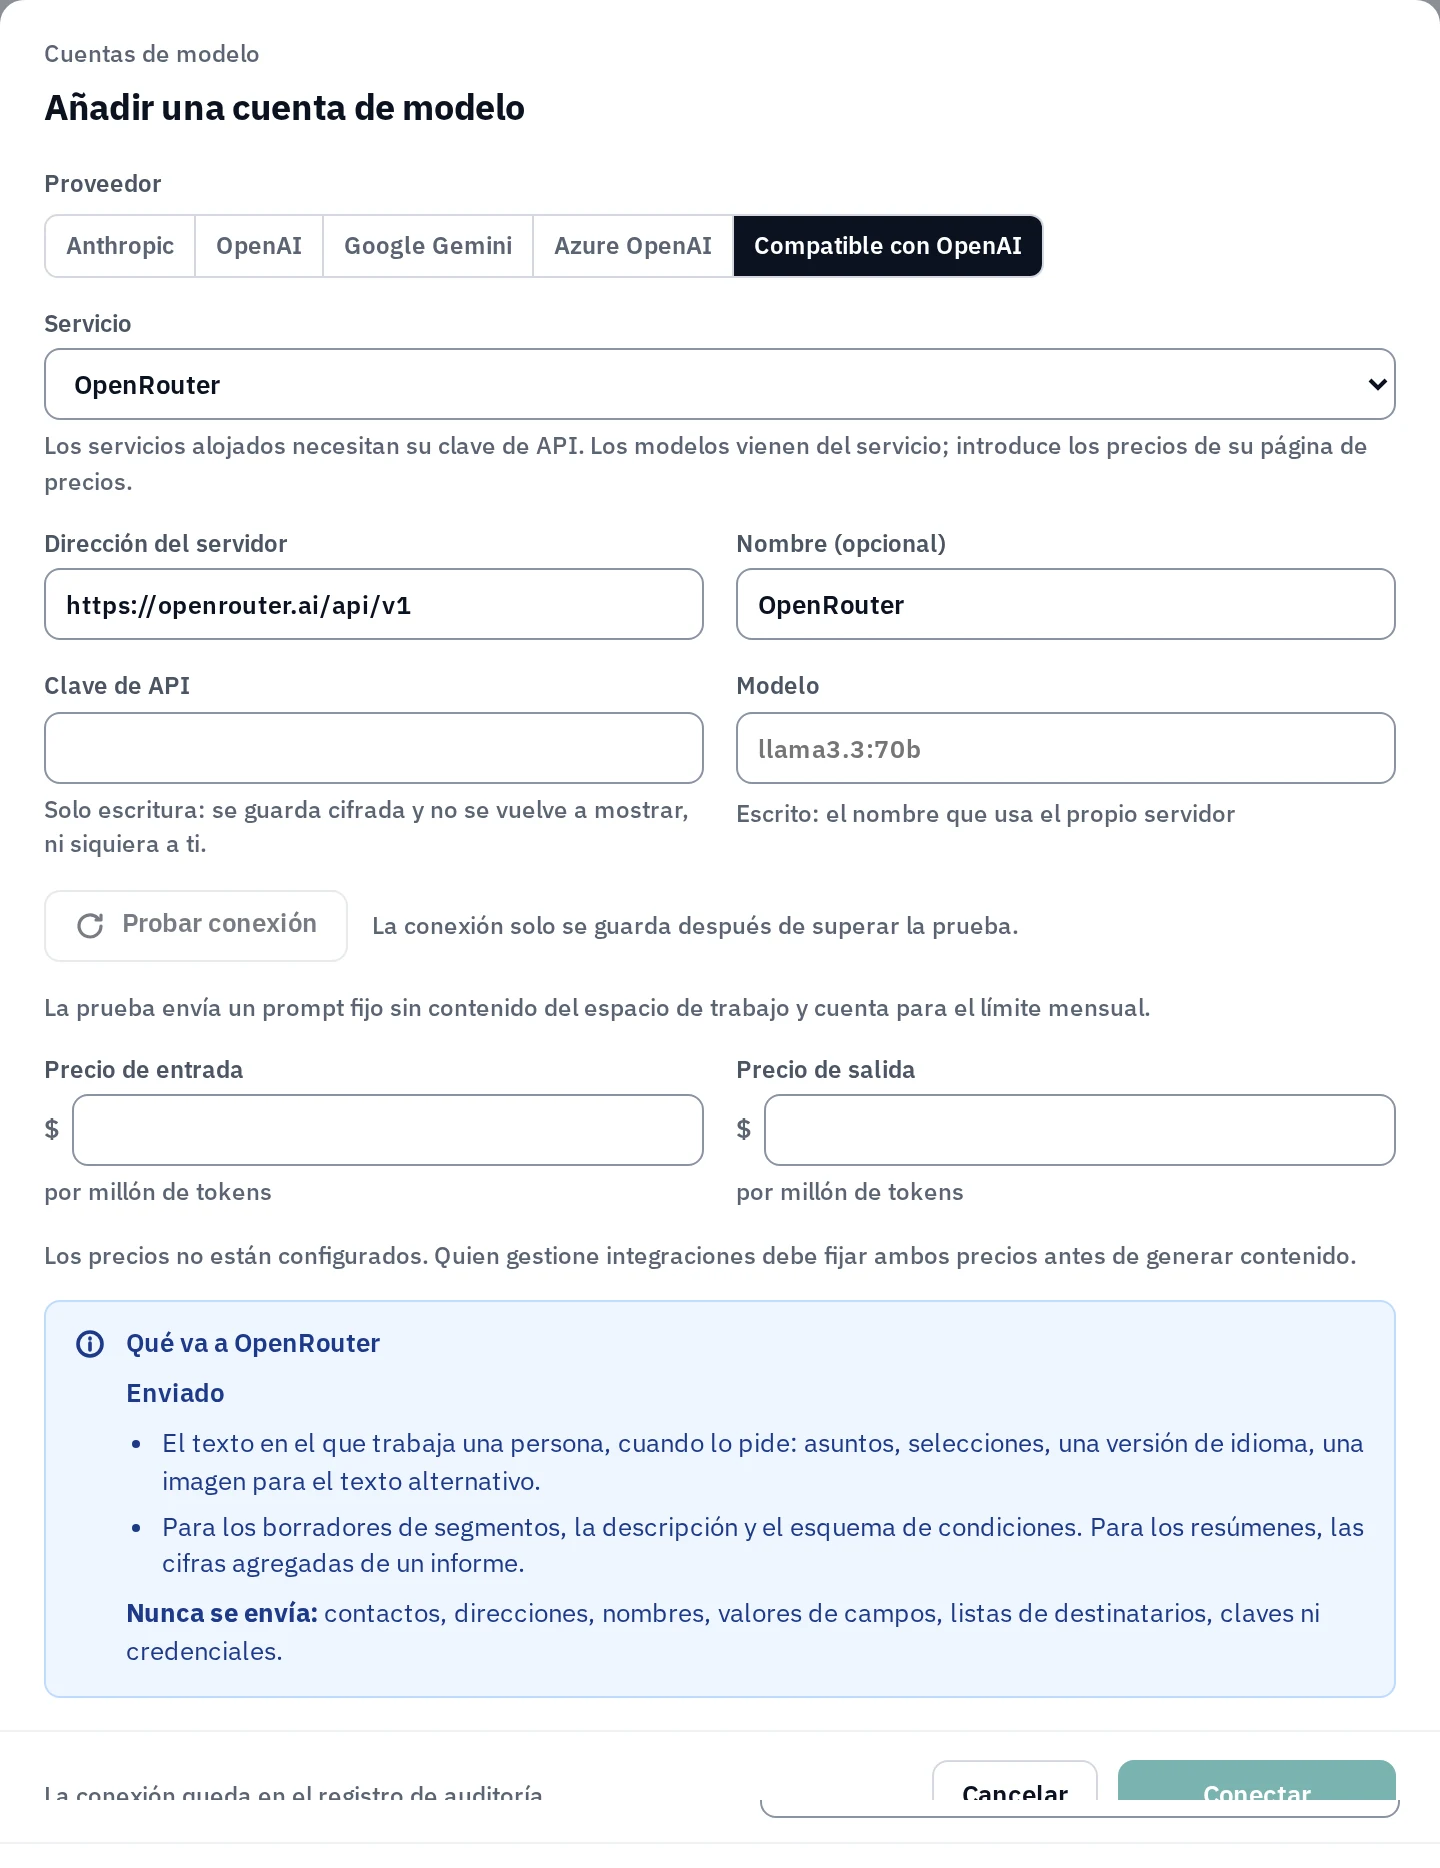 Cuentas de modelo
Añadir una cuenta de modelo
Proveedor
Anthropic OpenAI Google Gemini Azure OpenAI Compatible con OpenAI
Servicio
OpenRouter
Los servicios alojados necesitan su clave de API. Los modelos vienen del servicio; introduce los precios de su página de
precios.
Dirección del servidor Nombre (opcional)
https://openrouter.ai/api/v1 OpenRouter
Clave de API Modelo
llama3.3:70b
Solo escritura: se guarda cifrada y no se vuelve a mostrar,
ni siquiera a ti.
Escrito: el nombre que usa el propio servidor
Probar conexión La conexión solo se guarda después de superar la prueba.
La prueba envía un prompt fijo sin contenido del espacio de trabajo y cuenta para el límite mensual.
Precio de entrada Precio de salida
$ $
por millón de tokens por millón de tokens
Los precios no están configurados. Quien gestione integraciones debe fijar ambos precios antes de generar contenido.
Qué va a OpenRouter
Enviado
• El texto en el que trabaja una persona, cuando lo pide: asuntos, selecciones, una versión de idioma, una
imagen para el texto alternativo.
• Para los borradores de segmentos, la descripción y el esquema de condiciones. Para los resúmenes, las
cifras agregadas de un informe.
Nunca se envía: contactos, direcciones, nombres, valores de campos, listas de destinatarios, claves ni
credenciales.
La conexión queda en el registro de auditoría Cancelar Conectar